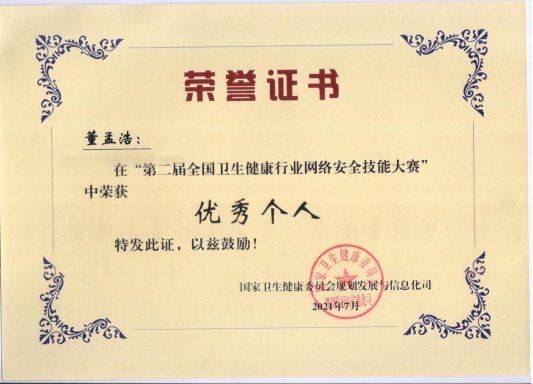 荣誉证书
董孟浩：
在“第二届全国卫生健康行业网络安全技能大赛”
中荣获
优秀个人
特发此证，以兹鼓励！
国家卫生健康委员会规划发展与信息化司
2021年7月